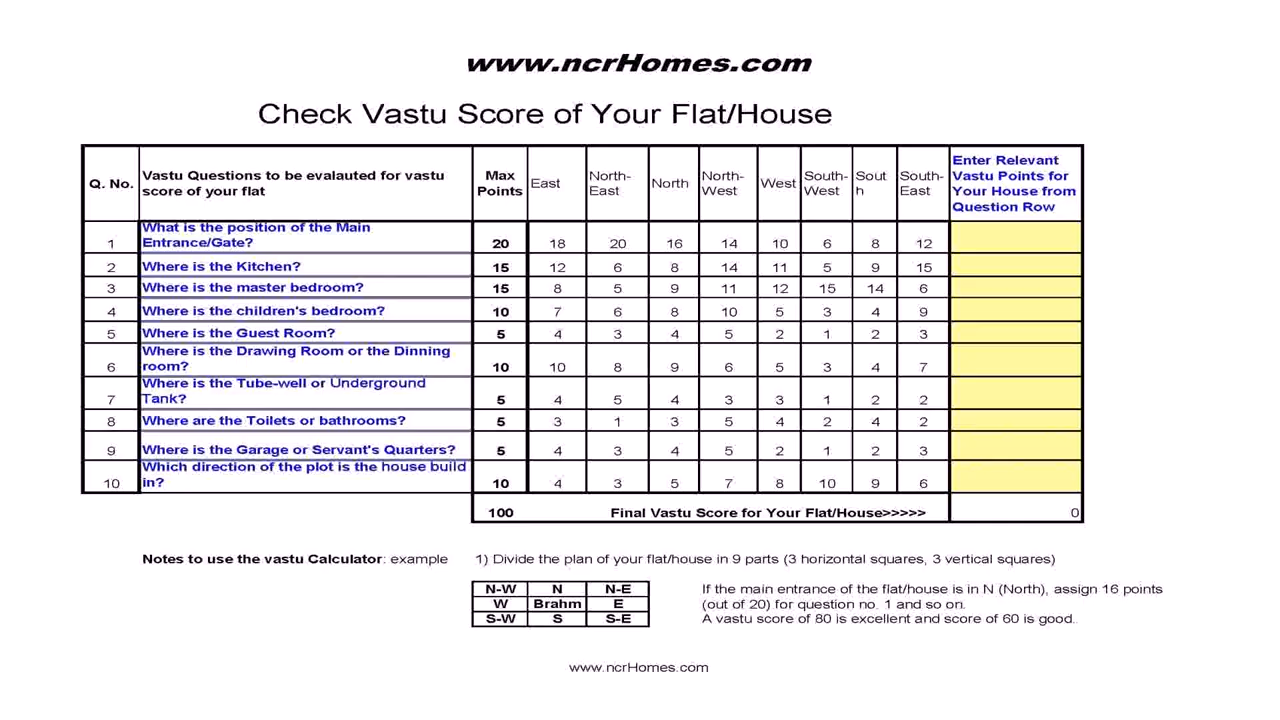 www.ncrHomes.com
Check Vastu Score of Your Flat/House
Q. No. Vastu Questions to be evalauted for vastu score of your flat Max Points East North-East North North-West West South-West Sout h South-East Enter Relevant Vastu Points for Your House from Question Row
1 What is the position of the Main Entrance/Gate? 20 18 20 16 14 10 6 8 12
2 Where is the Kitchen? 15 12 6 8 14 11 5 9 15
3 Where is the master bedroom? 15 8 5 9 11 12 15 14 6
4 Where is the children's bedroom? 10 7 6 8 10 5 3 4 9
5 Where is the Guest Room? 5 4 3 4 5 2 1 2 3
6 Where is the Drawing Room or the Dinning room? 10 10 8 9 6 5 3 4 7
7 Where is the Tube-well or Underground Tank? 5 4 5 4 3 3 1 2 2
8 Where are the Toilets or bathrooms? 5 3 1 3 5 4 2 4 2
9 Where is the Garage or Servant's Quarters? 5 4 3 4 5 2 1 2 3
10 Which direction of the plot is the house build in? 10 4 3 5 7 8 10 9 6
100 Final Vastu Score for Your Flat/House>>>>> 0
Notes to use the vastu Calculator: example 1) Divide the plan of your flat/house in 9 parts (3 horizontal squares, 3 vertical squares)
N-W N N-E If the main entrance of the flat/house is in N (North), assign 16 points
W Brahm E (out of 20) for question no. 1 and so on.
S-W S S-E A vastu score of 80 is excellent and score of 60 is good.
www.ncrHomes.com